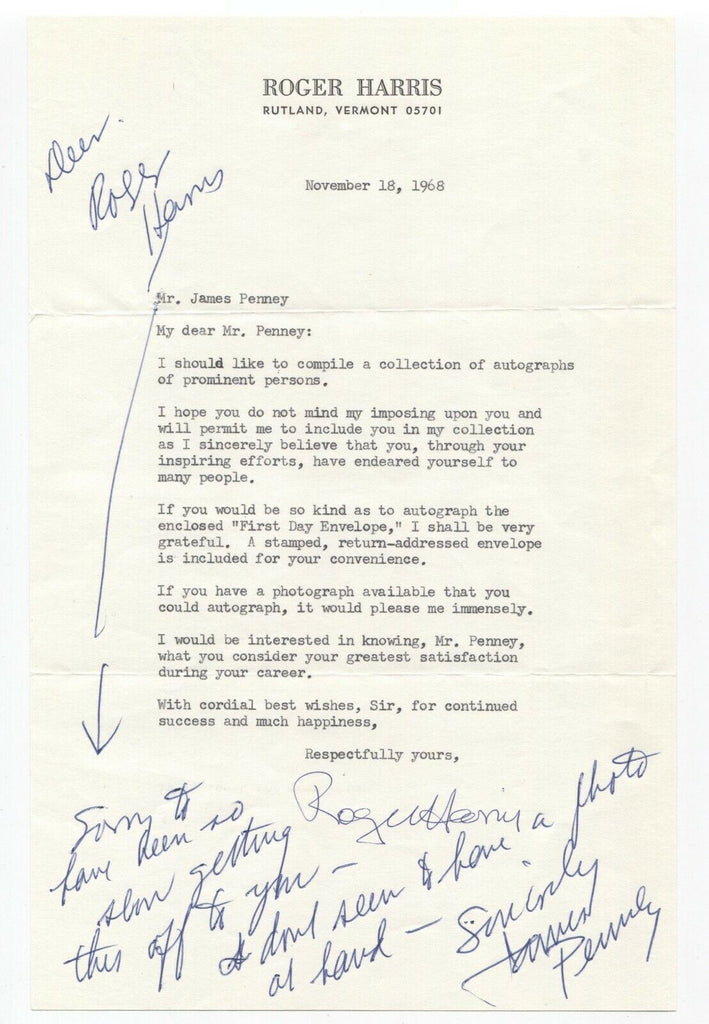 ROGER HARRIS
RUTLAND, VERMONT 05701
Dear
Roger
Harris
November 18, 1968
Mr. James Penney
My dear Mr. Penney:
I should like to compile a collection of autographs
of prominent persons.
I hope you do not mind my imposing upon you and
will permit me to include you in my collection
as I sincerely believe that you, through your
inspiring efforts, have endeared yourself to
many people.
If you would be so kind as to autograph the
enclosed "First Day Envelope," I shall be very
grateful. A stamped, return-addressed envelope
is included for your convenience.
If you have a photograph available that you
could autograph, it would please me immensely.
I would be interested in knowing, Mr. Penney,
what you consider your greatest satisfaction
during your career.
With cordial best wishes, Sir, for continued
success and much happiness,
Respectfully yours,
Roger Harris
Sorry to
have been so
slow getting
this off to you —
I dont seem to have a photo
at hand —
Sincerely
James
Penney